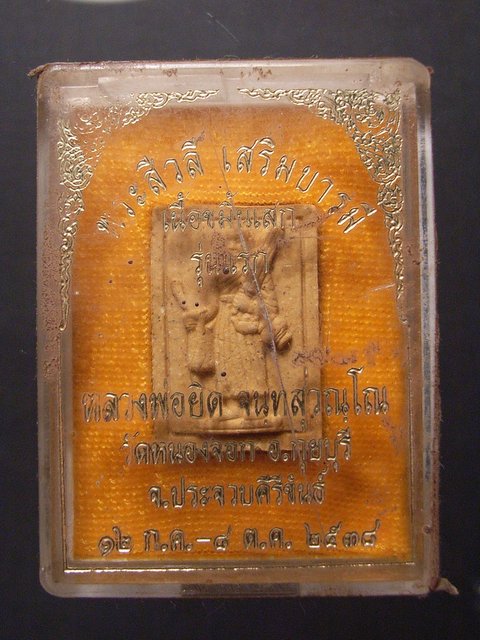 พระสีวลี เสริมบารมี
เนื้อขมิ้นเสก
รุ่นแรก
หลวงพ่อยิด จนฺทสุวณฺโณ
วัดหนองจอก อ.กุยบุรี
จ.ประจวบคีรีขันธ์
๑๒ ก.ค.-๘ ต.ค. ๒๕๓๘